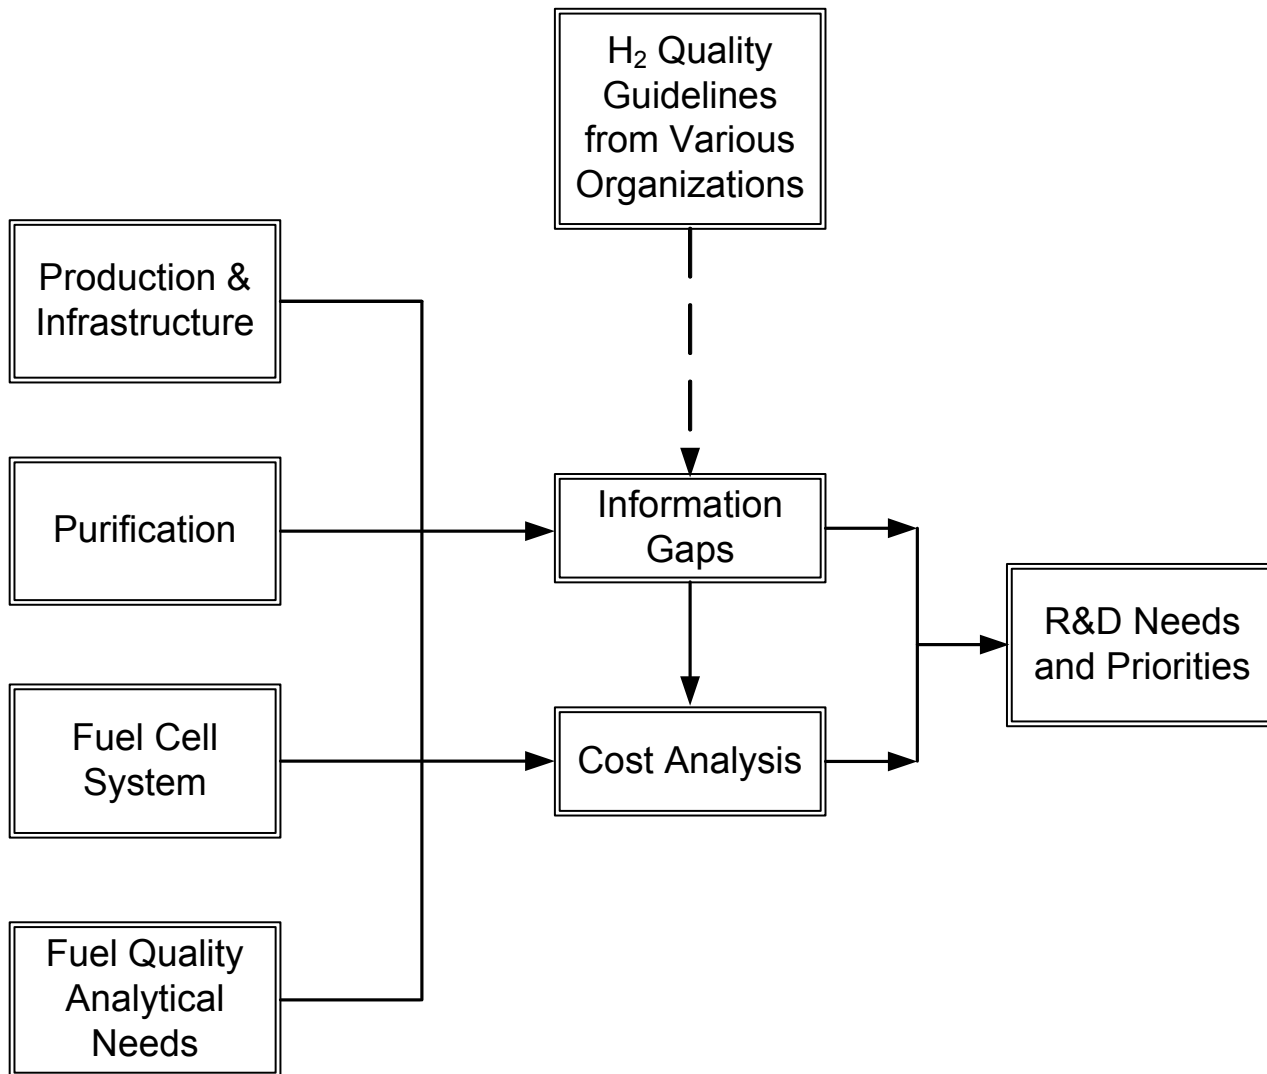 H₂ Quality
Guidelines
from Various
Organizations
Production &
Infrastructure
Purification
Information
Gaps
R&D Needs
and Priorities
Fuel Cell
System
Cost Analysis
Fuel Quality
Analytical
Needs